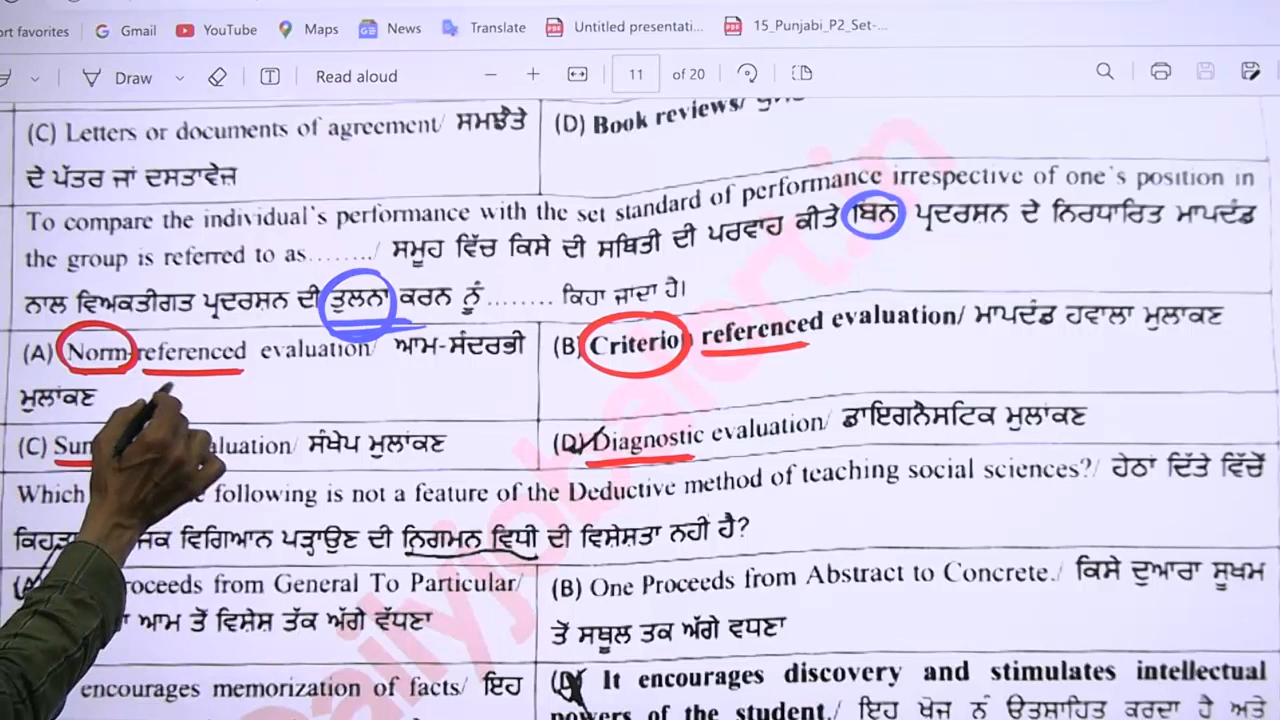 ort favorites Gmail YouTube Maps News Translate Untitled presentati... 15_Punjabi_P2_Set-...
Draw Read aloud 11 of 20
(C) Letters or documents of agreement/ ਸਮਝੌਤੇ (D) Book reviews/
ਦੇ ਪੱਤਰ ਜਾਂ ਦਸਤਾਵੇਜ਼
To compare the individual's performance with the set standard of performance irrespective of one's position in
the group is referred to as......../ ਸਮੂਹ ਵਿੱਚ ਕਿਸੇ ਦੀ ਸਥਿਤੀ ਦੀ ਪਰਵਾਹ ਕੀਤੇ ਬਿਨ ਪ੍ਰਦਰਸ਼ਨ ਦੇ ਨਿਰਧਾਰਿਤ ਮਾਪਦੰਡ
ਨਾਲ ਵਿਅਕਤੀਗਤ ਪ੍ਰਦਰਸ਼ਨ ਦੀ ਤੁਲਨਾ ਕਰਨ ਨੂੰ........ ਕਿਹਾ ਜਾਂਦਾ ਹੈ।
(A) Norm-referenced evaluation/ ਆਮ-ਸੰਦਰਭੀ (B) Criterio referenced evaluation/ ਮਾਪਦੰਡ ਹਵਾਲਾ ਮੁਲਾਂਕਣ
ਮੁਲਾਂਕਣ
(C) Sum aluation/ ਸੰਖੇਪ ਮੁਲਾਂਕਣ (D) Diagnostic evaluation/ ਡਾਇਗਨੈਸਟਿਕ ਮੁਲਾਂਕਣ
Which following is not a feature of the Deductive method of teaching social sciences?/ ਹੇਠਾਂ ਦਿੱਤੇ ਵਿੱਚੋਂ
ਕਿਹੜਾ ਜਕ ਵਿਗਿਆਨ ਪੜ੍ਹਾਉਣ ਦੀ ਨਿਗਮਨ ਵਿਧੀ ਦੀ ਵਿਸ਼ੇਸ਼ਤਾ ਨਹੀਂ ਹੈ?
(A) roceeds from General To Particular/ (B) One Proceeds from Abstract to Concrete./ ਕਿਸੇ ਦੁਆਰਾ ਸੂਖਮ
ਆਮ ਤੋਂ ਵਿਸ਼ੇਸ਼ ਤੱਕ ਅੱਗੇ ਵੱਧਣਾ ਤੋਂ ਸਥੂਲ ਤਕ ਅੱਗੇ ਵਧਣਾ
encourages memorization of facts/ ਇਹ (D) It encourages discovery and stimulates intellectual
powers of the student./ ਇਹ ਖੋਜ ਨੂੰ ਉਤਸਾਹਿਤ ਕਰਦਾ ਹੈ ਅਤੇ